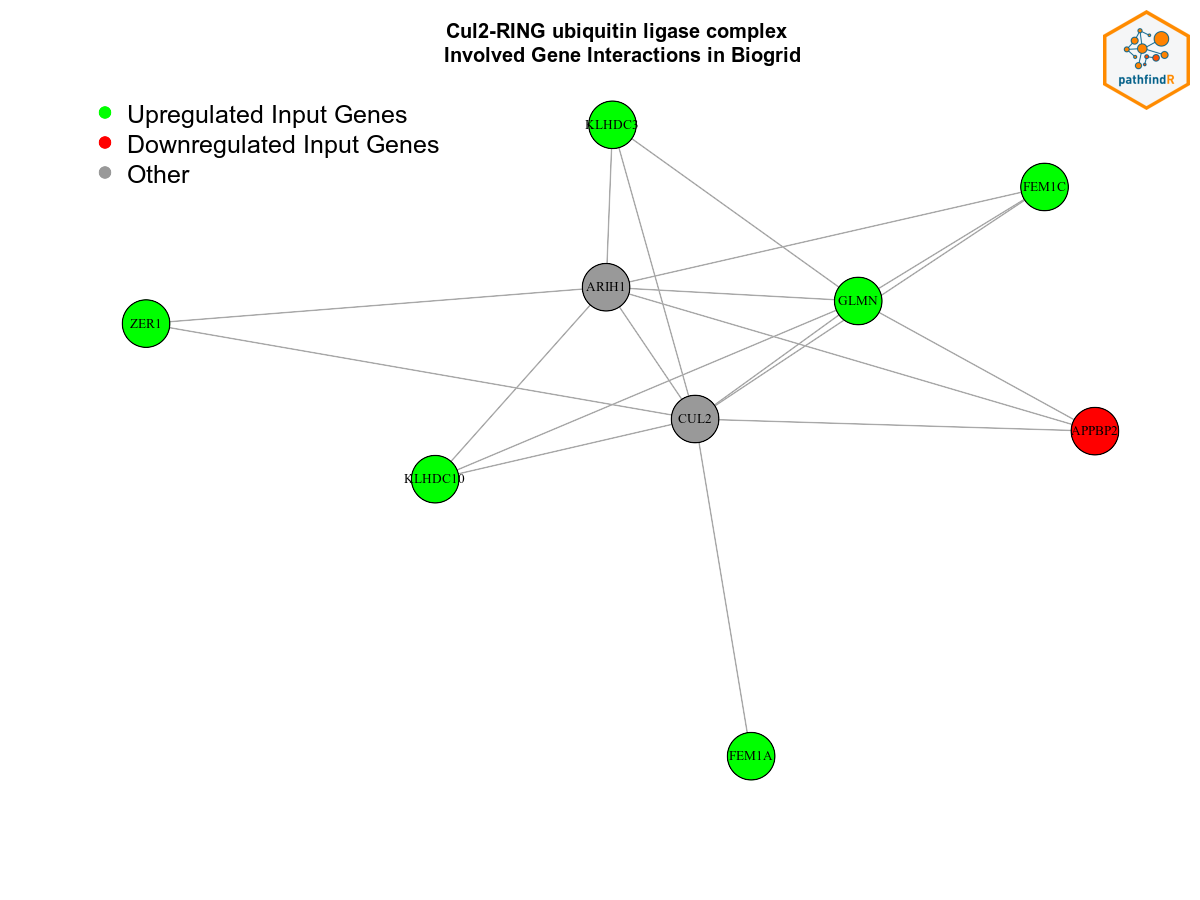 Cul2-RING ubiquitin ligase complex
Involved Gene Interactions in Biogrid
pathfindR
Upregulated Input Genes
Downregulated Input Genes
Other
KLHDC3
FEM1C
ARIH1
GLMN
ZER1
CUL2
APPBP2
KLHDC10
FEM1A